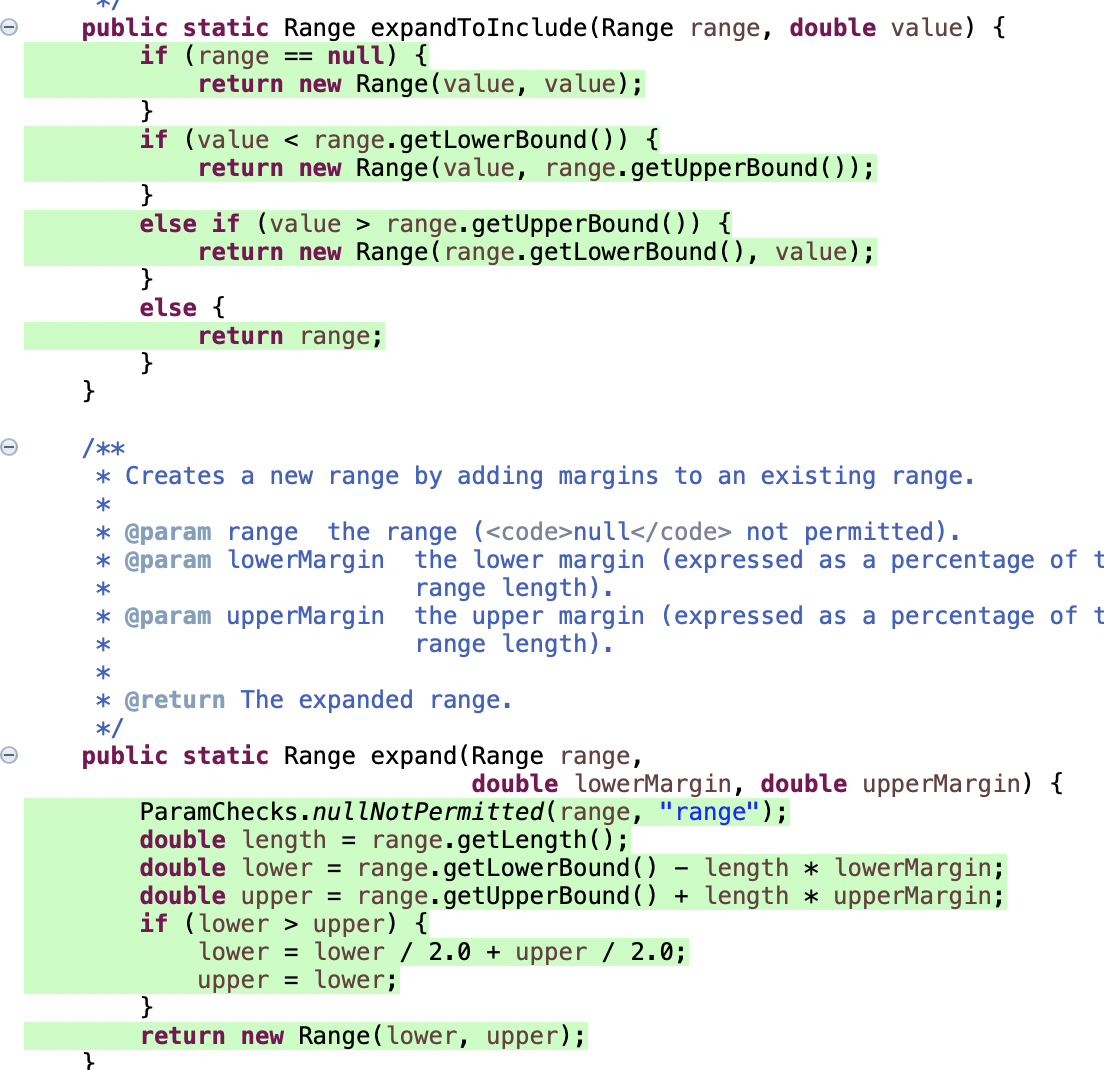 */
public static Range expandToInclude(Range range, double value) {
if (range == null) {
return new Range(value, value);
}
if (value < range.getLowerBound()) {
return new Range(value, range.getUpperBound());
}
else if (value > range.getUpperBound()) {
return new Range(range.getLowerBound(), value);
}
else {
return range;
}
}
/**
* Creates a new range by adding margins to an existing range.
*
* @param range  the range (<code>null</code> not permitted).
* @param lowerMargin  the lower margin (expressed as a percentage of t
*                     range length).
* @param upperMargin  the upper margin (expressed as a percentage of t
*                     range length).
*
* @return The expanded range.
*/
public static Range expand(Range range,
double lowerMargin, double upperMargin) {
ParamChecks.nullNotPermitted(range, "range");
double length = range.getLength();
double lower = range.getLowerBound() - length * lowerMargin;
double upper = range.getUpperBound() + length * upperMargin;
if (lower > upper) {
lower = lower / 2.0 + upper / 2.0;
upper = lower;
}
return new Range(lower, upper);
}